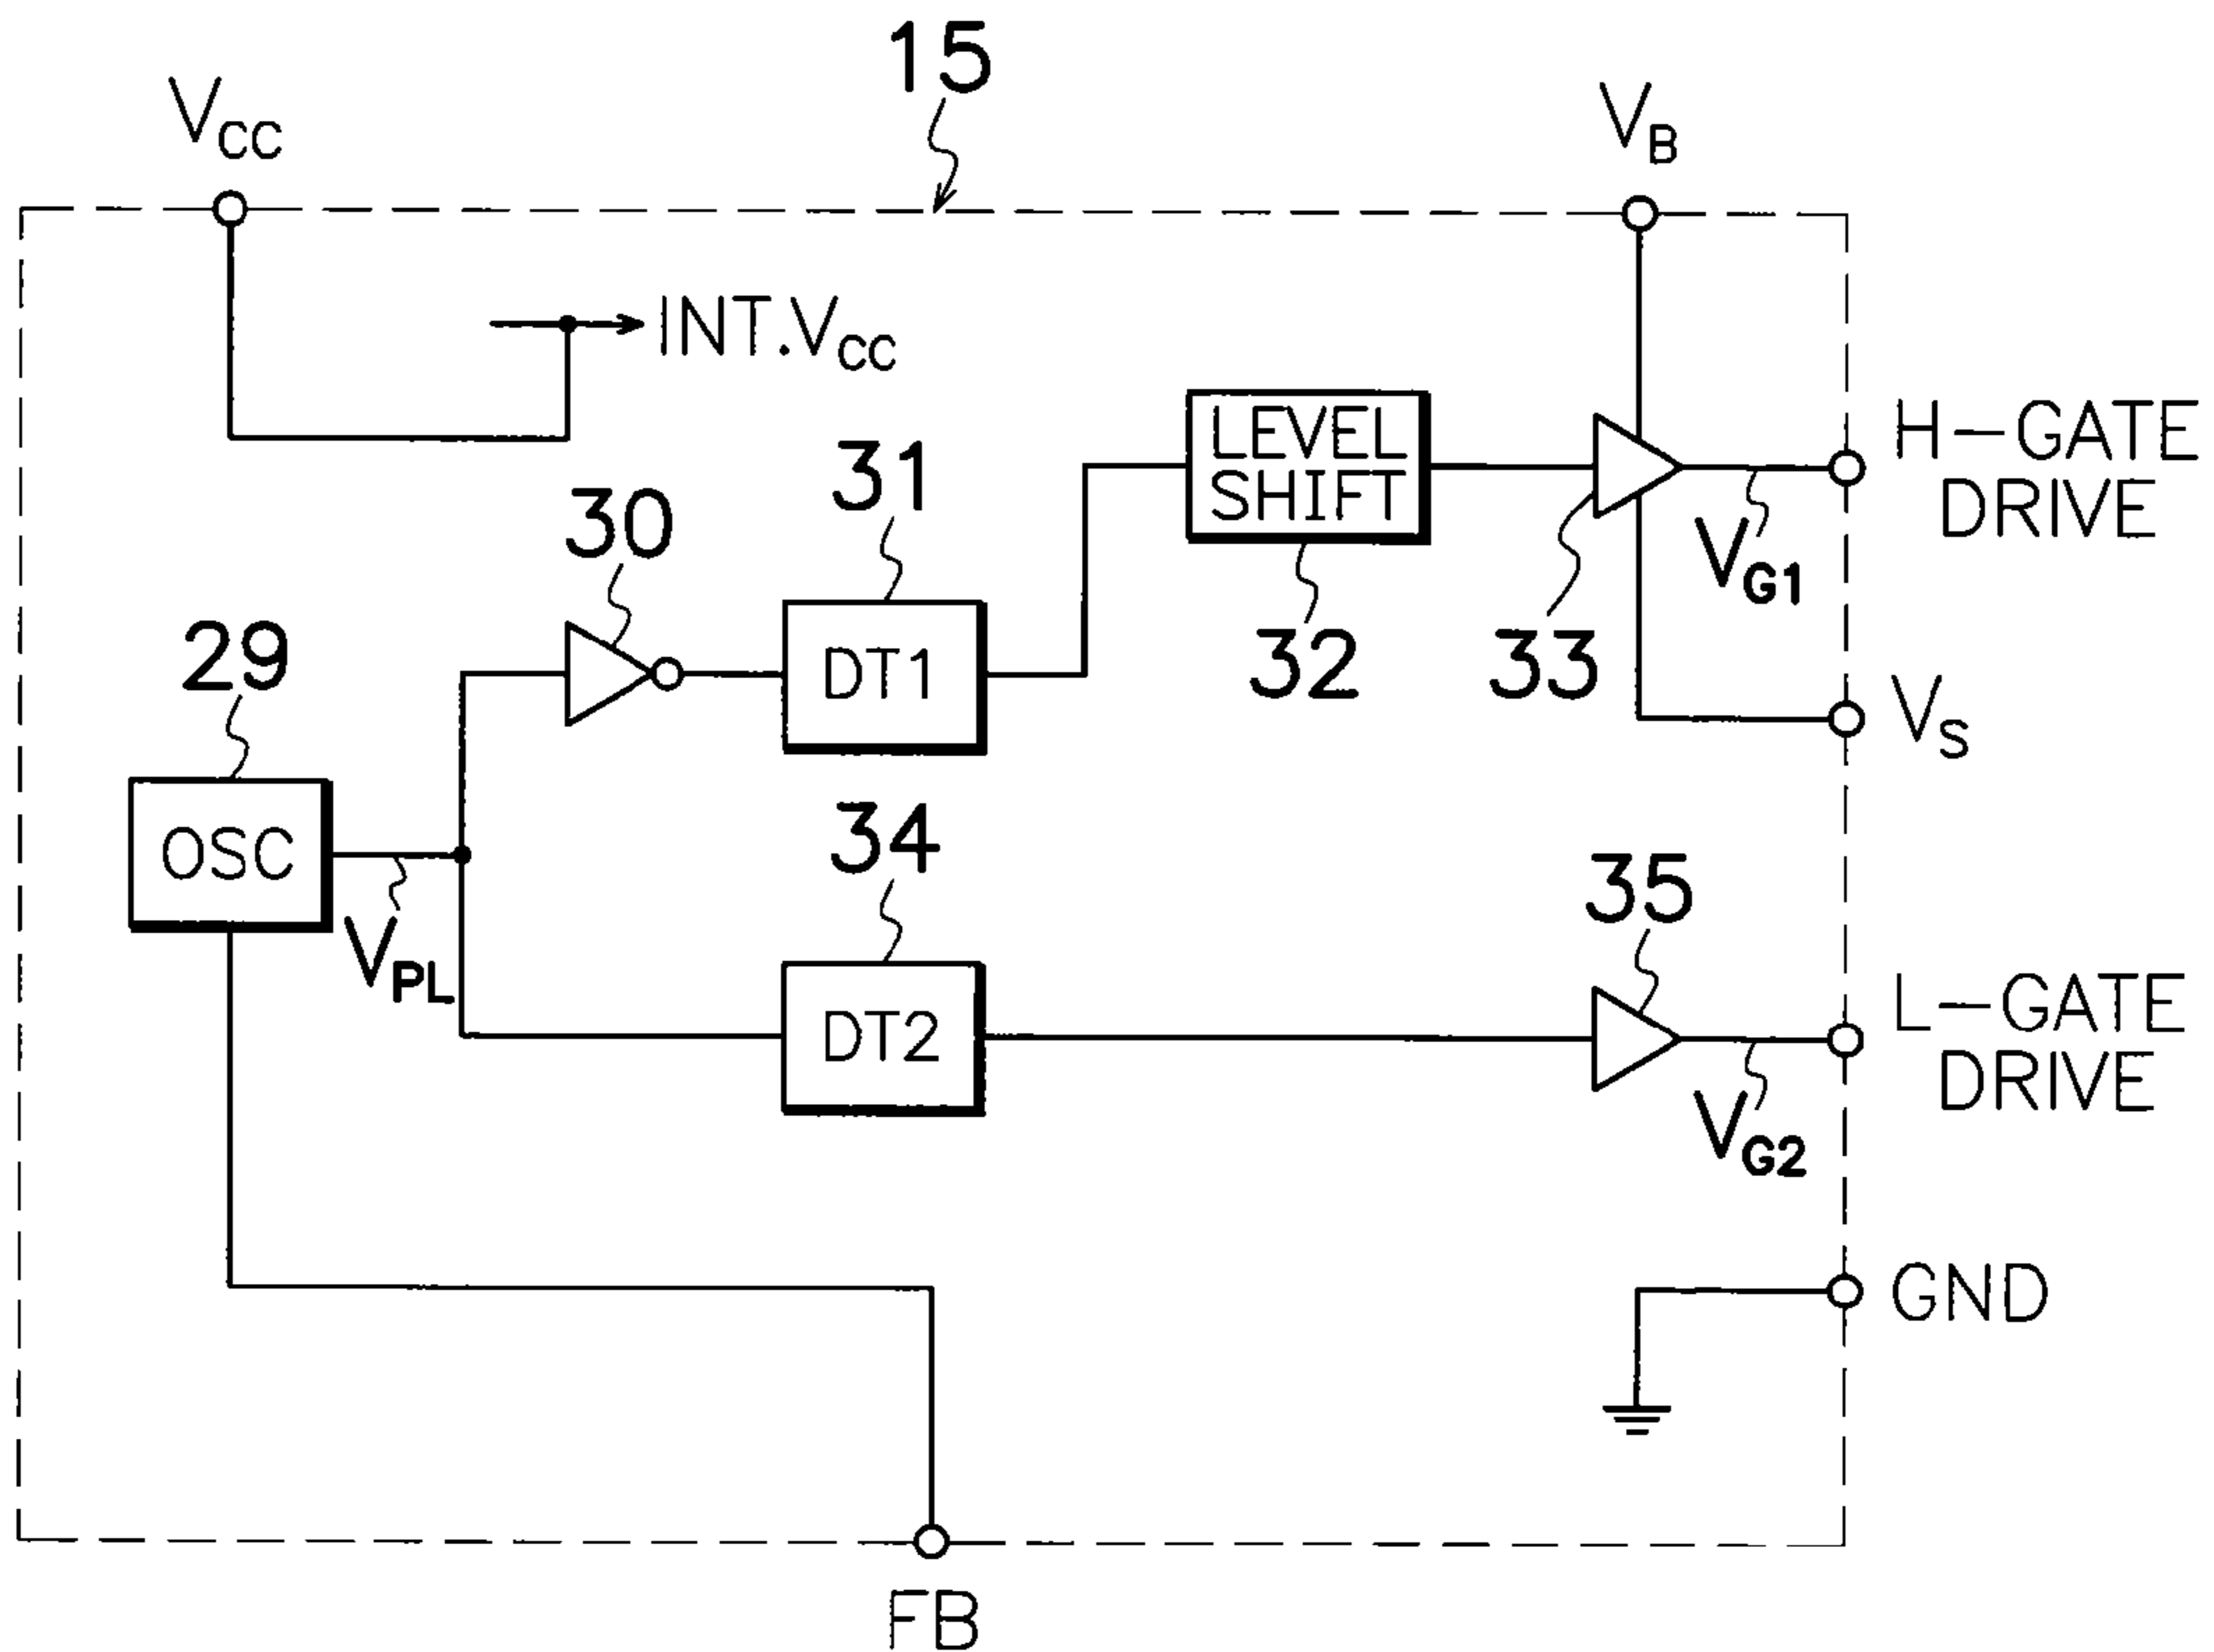 15
VCC
VB
INT.VCC
LEVEL
SHIFT
H-GATE
DRIVE
31
30
VG1
DT1
32
33
29
VS
OSC
34
VPL
35
DT2
L-GATE
DRIVE
VG2
GND
FB